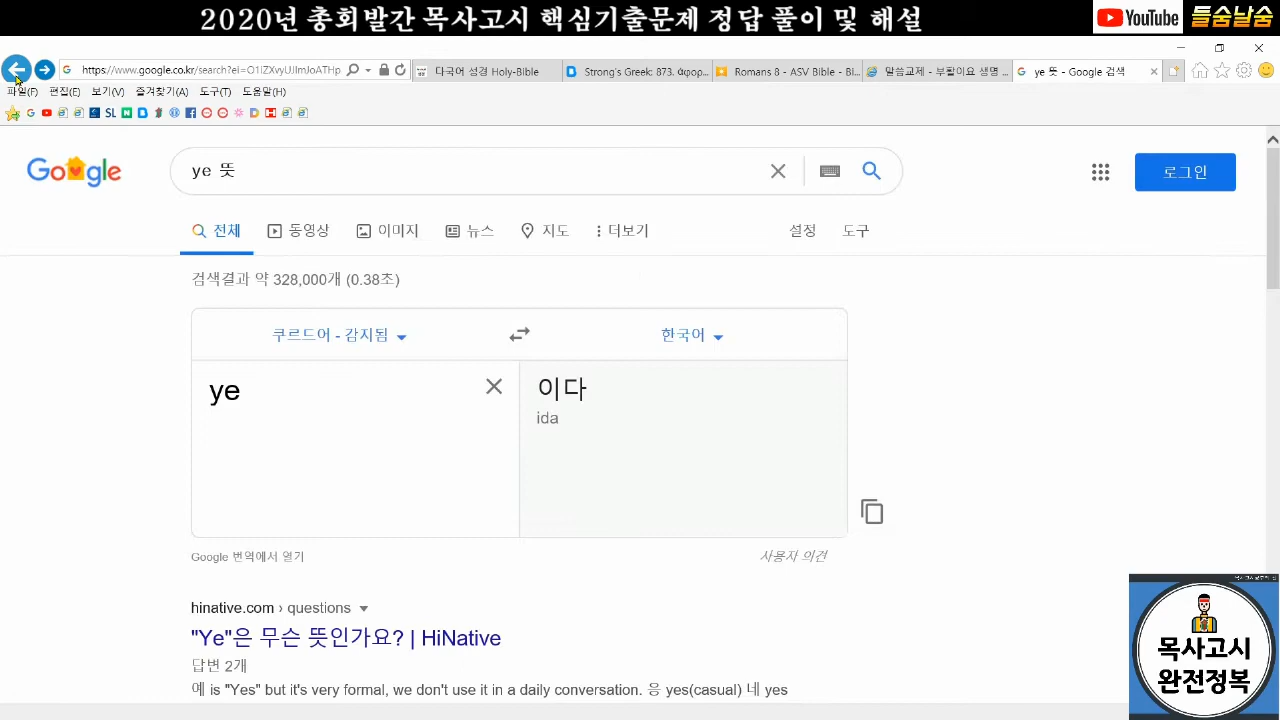 2020년 총회발간 목사고시 핵심기출문제 정답 풀이 및 해설
YouTube 들숨날숨
https://www.google.co.kr/search?ei=O1IZXvyUJImJoATHp
다국어 성경 Holy-Bible
Strong's Greek: 873. ἀφορ...
Romans 8 - ASV Bible - Bl...
말씀교제 - 부활이요 생명 ...
ye 뜻 - Google 검색
파일(F) 편집(E) 보기(V) 즐겨찾기(A) 도구(T) 도움말(H)
Google
ye 뜻
로그인
전체 동영상 이미지 뉴스 지도 더보기 설정 도구
검색결과 약 328,000개 (0.38초)
쿠르드어 - 감지됨 한국어
ye
이다
ida
Google 번역에서 열기 사용자 의견
hinative.com › questions
"Ye"은 무슨 뜻인가요? | HiNative
답변 2개
예 is "Yes" but it's very formal, we don't use it in a daily conversation. 응 yes(casual) 네 yes
목사고시
완전정복